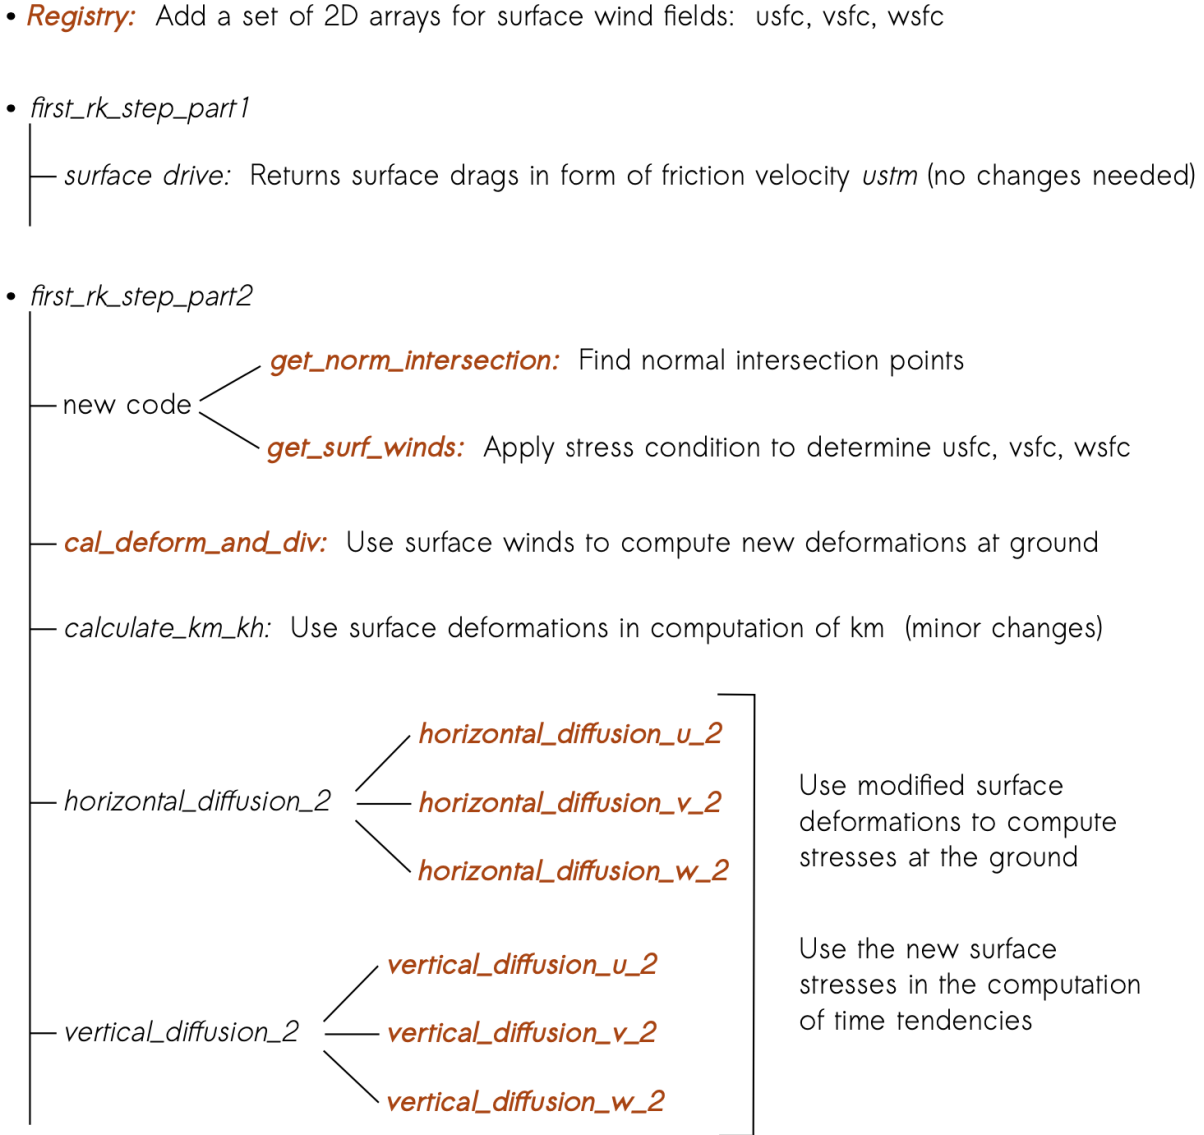 • Registry: Add a set of 2D arrays for surface wind fields: usfc, vsfc, wsfc
• first_rk_step_part1
surface drive: Returns surface drags in form of friction velocity ustm (no changes needed)
• first_rk_step_part2
get_norm_intersection: Find normal intersection points
new code
get_surf_winds: Apply stress condition to determine usfc, vsfc, wsfc
cal_deform_and_div: Use surface winds to compute new deformations at ground
calculate_km_kh: Use surface deformations in computation of km (minor changes)
horizontal_diffusion_2
horizontal_diffusion_u_2
horizontal_diffusion_v_2
horizontal_diffusion_w_2
Use modified surface
deformations to compute
stresses at the ground
vertical_diffusion_2
vertical_diffusion_u_2
vertical_diffusion_v_2
vertical_diffusion_w_2
Use the new surface
stresses in the computation
of time tendencies